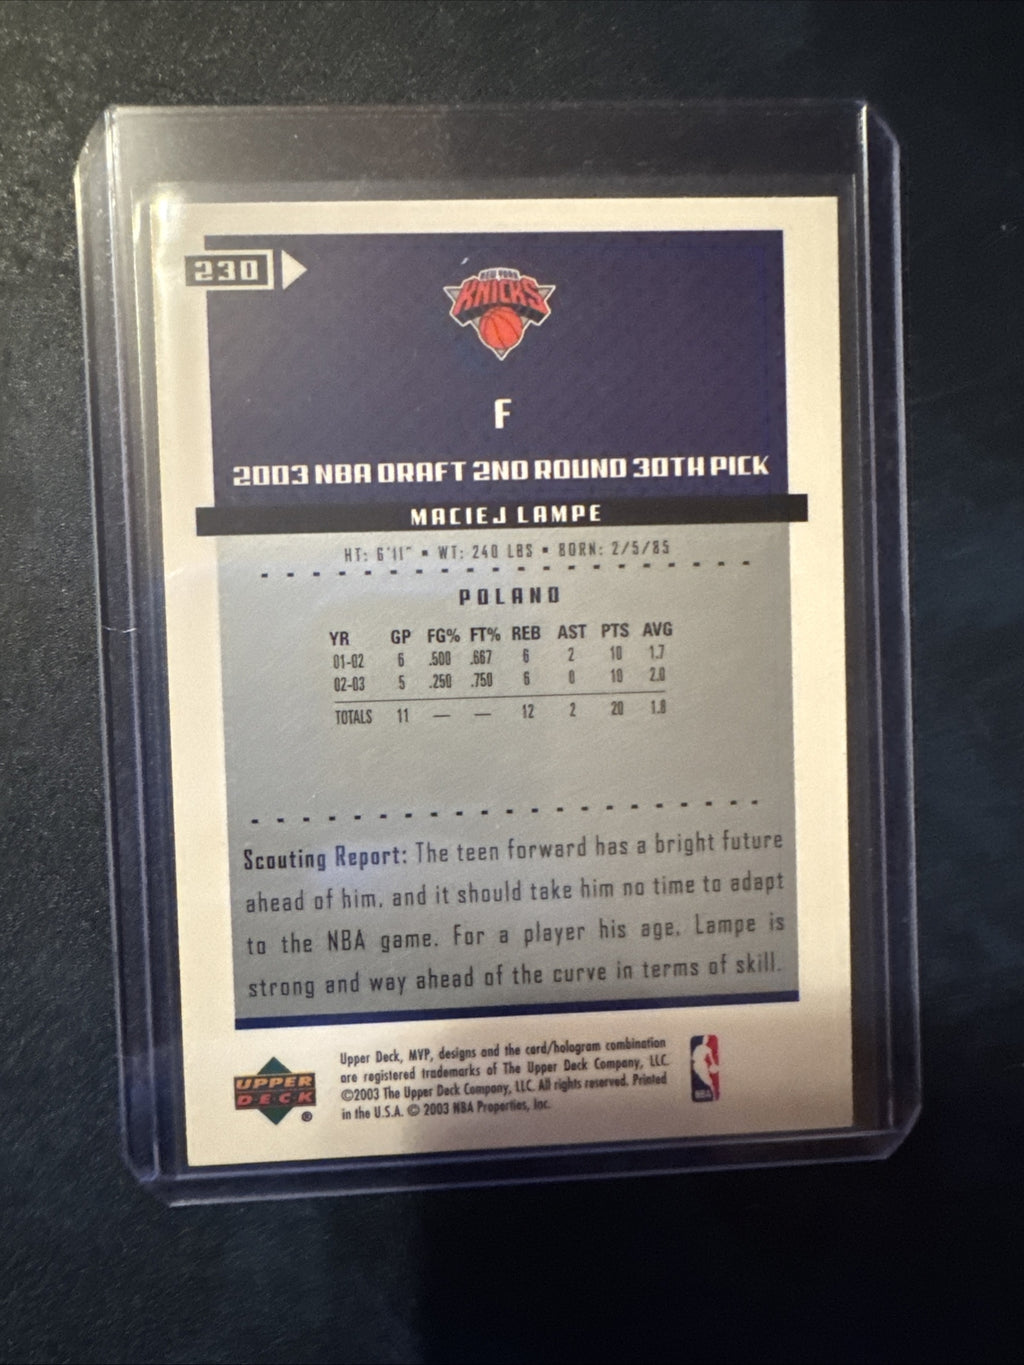 230
NEW YORK
KNICKS
F
2003 NBA DRAFT 2ND ROUND 30TH PICK
MACIEJ LAMPE
HT: 6'11" ▪ WT: 240 LBS ▪ BORN: 2/5/85
POLAND
YR GP FG% FT% REB AST PTS AVG
01-02 6 .500 .667 6 2 10 1.7
02-03 5 .250 .750 6 0 10 2.0
TOTALS 11 — — 12 2 20 1.8
Scouting Report: The teen forward has a bright future
ahead of him, and it should take him no time to adapt
to the NBA game. For a player his age, Lampe is
strong and way ahead of the curve in terms of skill.
UPPER
DECK
®
Upper Deck, MVP, designs and the card/hologram combination
are registered trademarks of The Upper Deck Company, LLC.
©2003 The Upper Deck Company, LLC. All rights reserved. Printed
in the U.S.A. © 2003 NBA Properties, Inc.
NBA